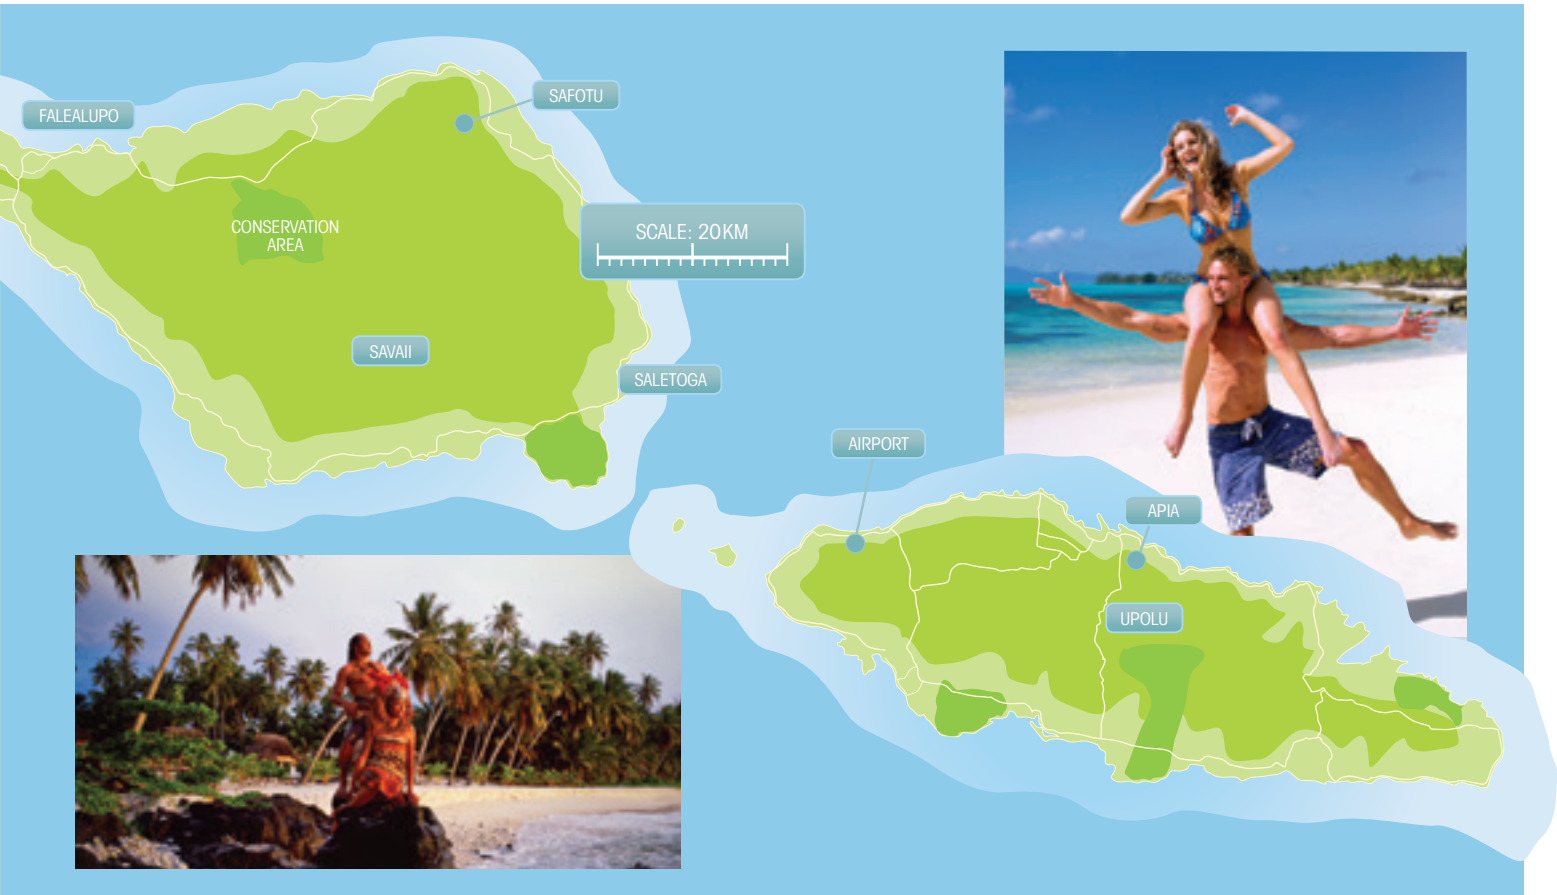 FALEALUPO
SAFOTU
CONSERVATION
AREA
SCALE: 20KM
SAVAII
SALETOGA
AIRPORT
APIA
UPOLU